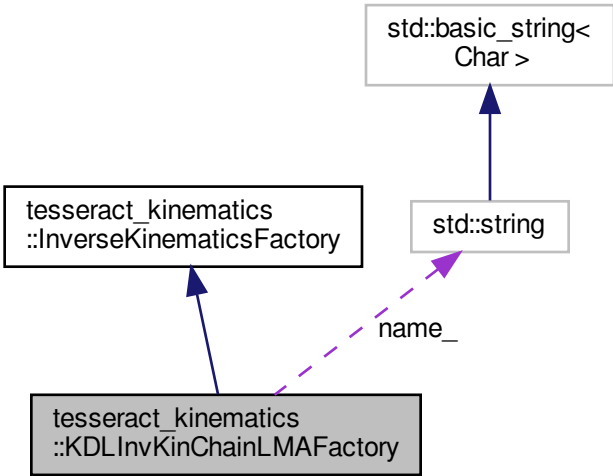 std::basic_string<
Char >
tesseract_kinematics
::InverseKinematicsFactory
std::string
name_
tesseract_kinematics
::KDLInvKinChainLMAFactory